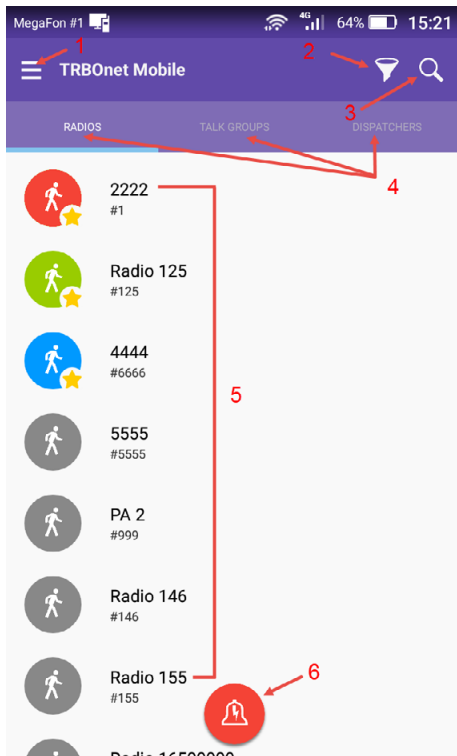 MegaFon #1 4G 64% 15:21
1 2
TRBOnet Mobile
3
RADIOS TALK GROUPS DISPATCHERS
4
2222
#1
Radio 125
#125
4444
#6666
5
5555
#5555
PA 2
#999
Radio 146
#146
Radio 155
#155
6